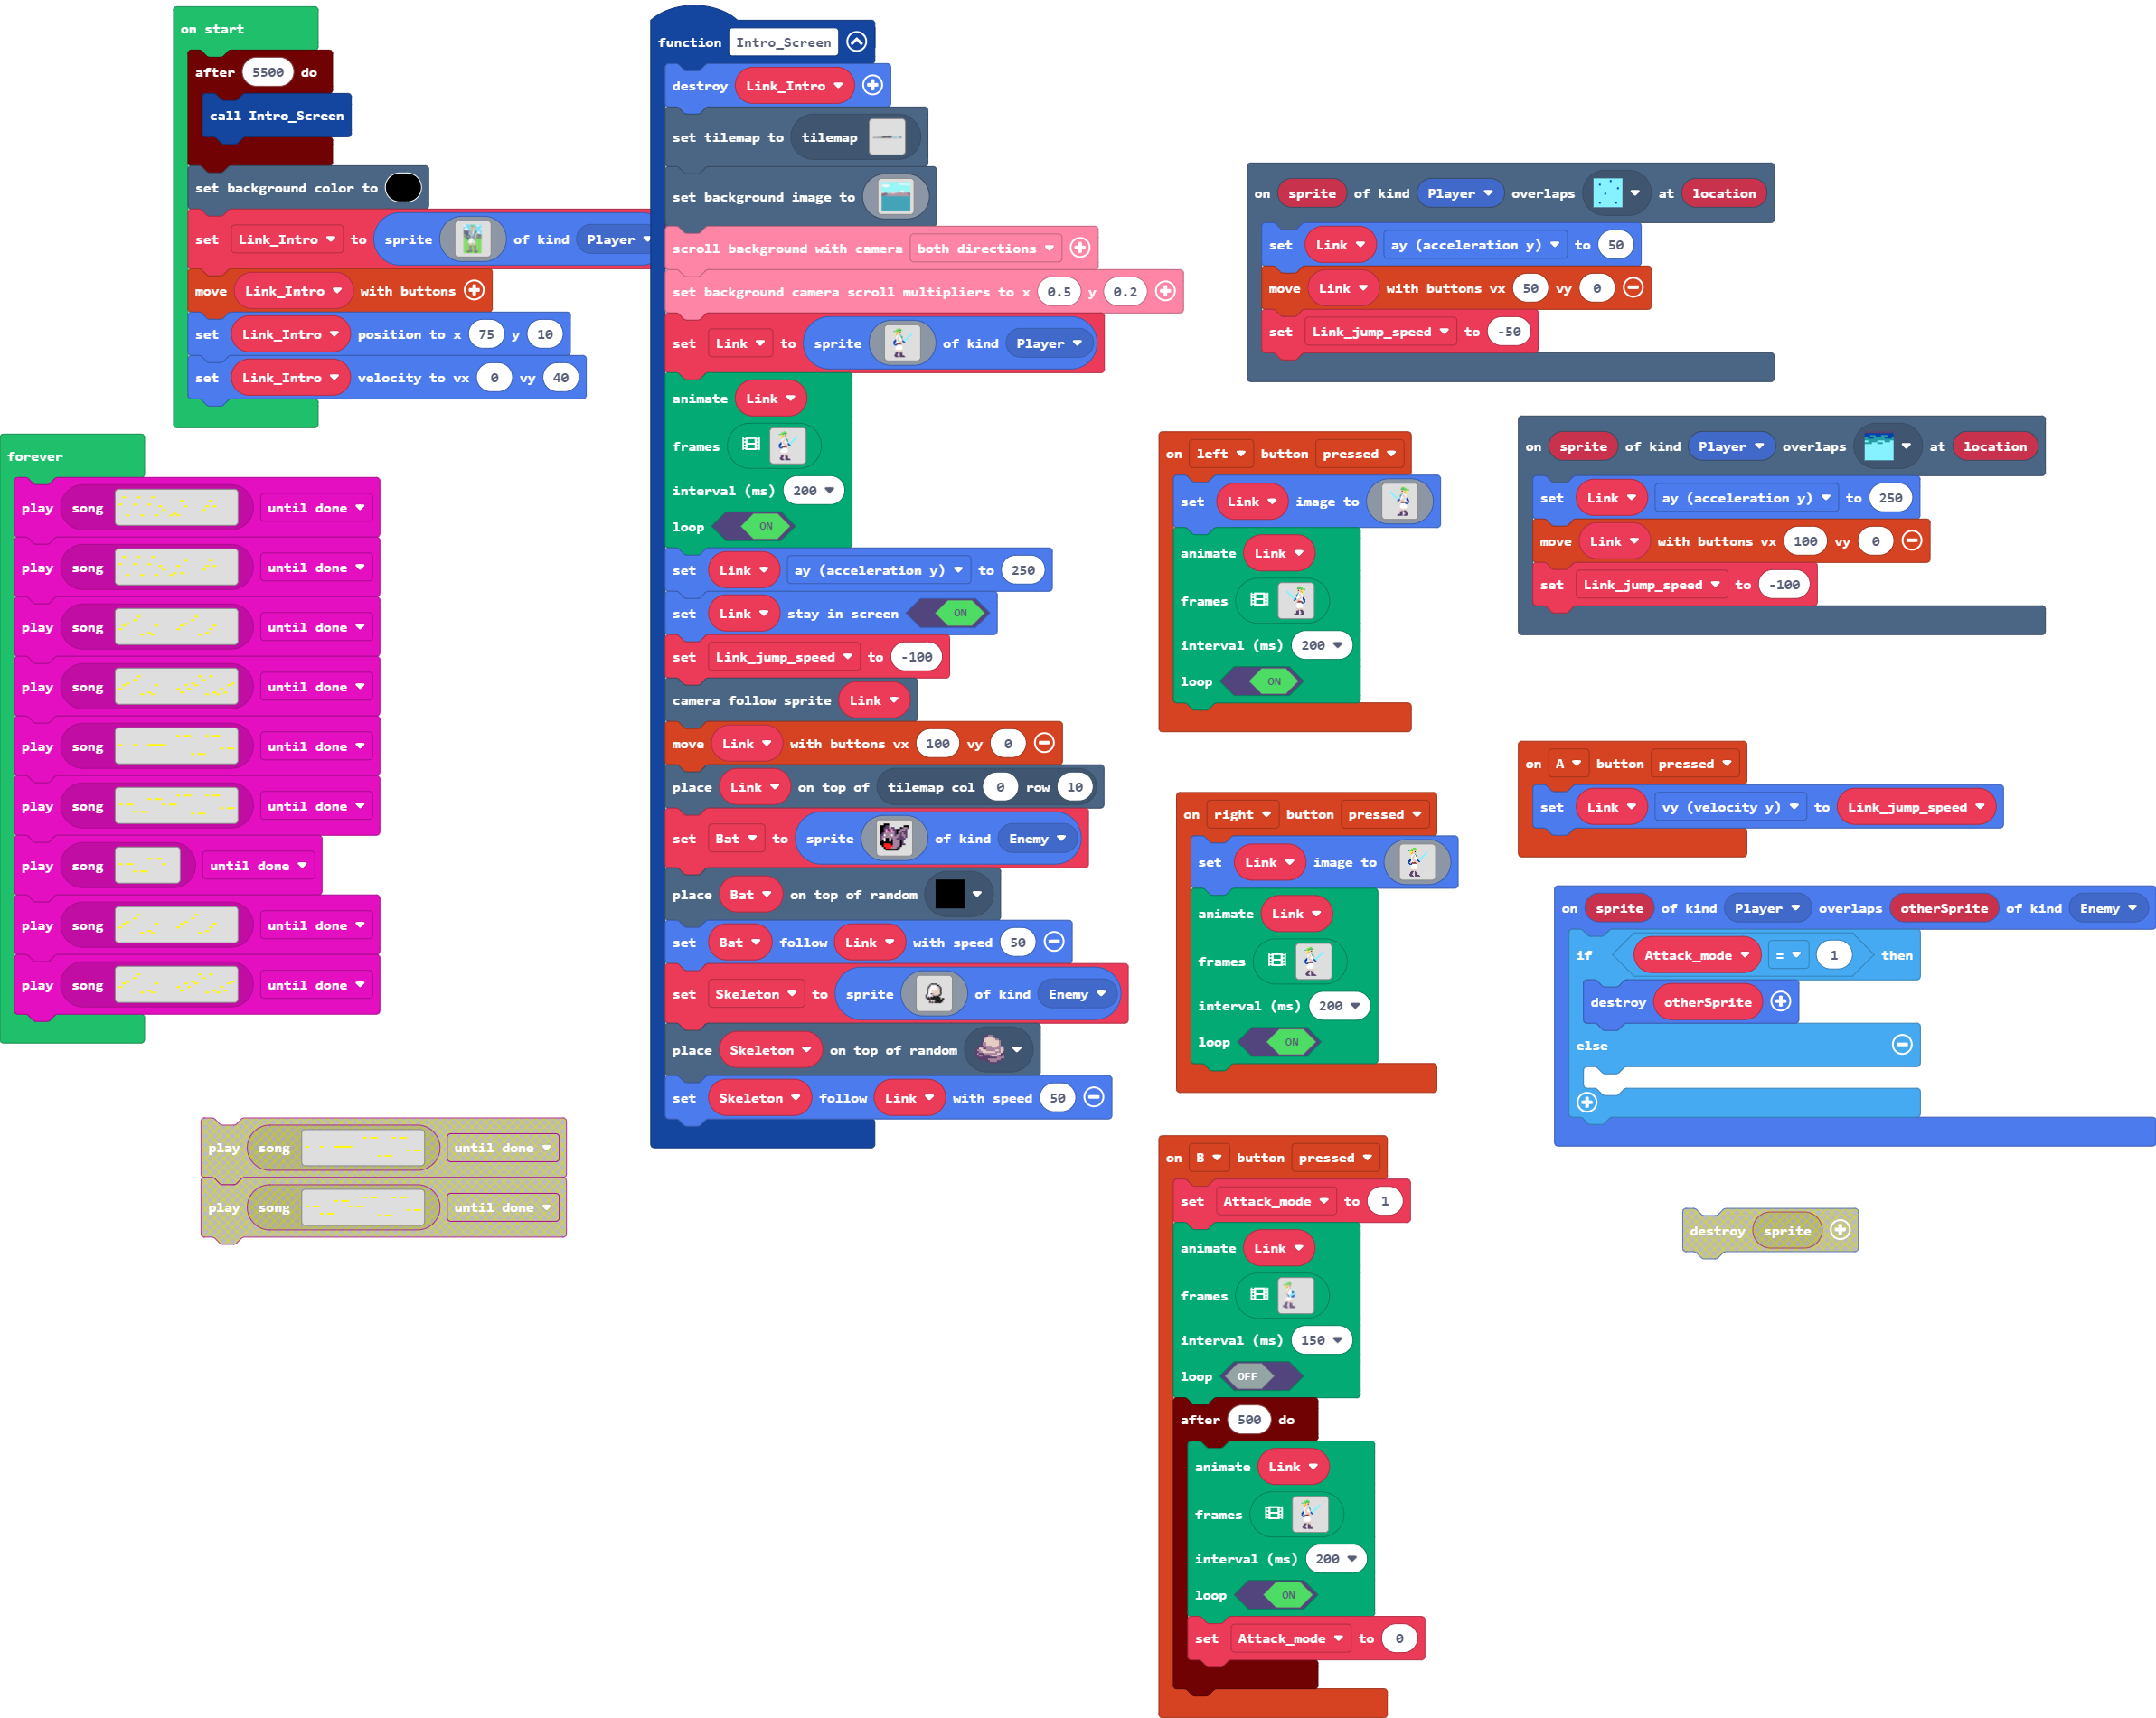 on start
after 5500 do
call Intro_Screen
set background color to
set Link_Intro to sprite of kind Player
move Link_Intro with buttons
set Link_Intro position to x 75 y 10
set Link_Intro velocity to vx 0 vy 40
forever
play song until done
play song until done
play song until done
play song until done
play song until done
play song until done
play song until done
play song until done
play song until done
play song until done
play song until done
function Intro_Screen
destroy Link_Intro
set tilemap to tilemap
set background image to
scroll background with camera both directions
set background camera scroll multipliers to x 0.5 y 0.2
set Link to sprite of kind Player
animate Link
frames
interval (ms) 200
loop ON
set Link ay (acceleration y) to 250
set Link stay in screen ON
set Link_jump_speed to -100
camera follow sprite Link
move Link with buttons vx 100 vy 0
place Link on top of tilemap col 0 row 10
set Bat to sprite of kind Enemy
place Bat on top of random
set Bat follow Link with speed 50
set Skeleton to sprite of kind Enemy
place Skeleton on top of random
set Skeleton follow Link with speed 50
on sprite of kind Player overlaps at location
set Link ay (acceleration y) to 50
move Link with buttons vx 50 vy 0
set Link_jump_speed to -50
on left button pressed
set Link image to
animate Link
frames
interval (ms) 200
loop ON
on right button pressed
set Link image to
animate Link
frames
interval (ms) 200
loop ON
on B button pressed
set Attack_mode to 1
animate Link
frames
interval (ms) 150
loop OFF
after 500 do
animate Link
frames
interval (ms) 200
loop ON
set Attack_mode to 0
on sprite of kind Player overlaps at location
set Link ay (acceleration y) to 250
move Link with buttons vx 100 vy 0
set Link_jump_speed to -100
on A button pressed
set Link vy (velocity y) to Link_jump_speed
on sprite of kind Player overlaps otherSprite of kind Enemy
if Attack_mode = 1 then
destroy otherSprite
else
destroy sprite